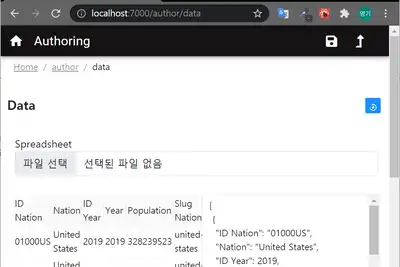 localhost:7000/author/data
영기
Authoring
Home / author / data
Data
Spreadsheet
파일 선택 선택된 파일 없음
ID Nation Nation ID Year Year Population Slug Nation
01000US United States 2019 2019 328239523 united-states
United
[
{
"ID Nation": "01000US",
"Nation": "United States",
"ID Year": 2019,